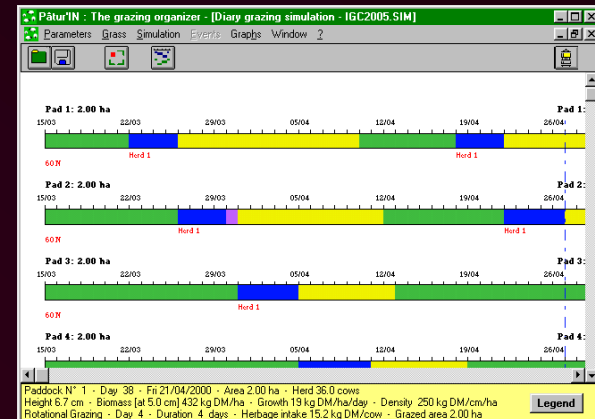 Pâtur'IN : The grazing organizer - [Diary grazing simulation - IGC2005.SIM]
Parameters Grass Simulation Events Graphs Window ?
Pad 1: 2.00 ha Pad 1:
15/03 22/03 29/03 05/04 12/04 19/04 26/04
Herd 1 Herd 1
60 N
Pad 2: 2.00 ha Pad 2:
15/03 22/03 29/03 05/04 12/04 19/04 26/04
Herd 1 Herd 1
60 N
Pad 3: 2.00 ha Pad 3:
15/03 22/03 29/03 05/04 12/04 19/04 26/04
Herd 1
60 N
Pad 4: 2.00 ha Pad 4:
15/03 22/03 29/03 05/04 12/04 19/04 26/04
Paddock N° 1 - Day 38 - Fri 21/04/2000 - Area 2.00 ha - Herd 36.0 cows
Height 6.7 cm - Biomass [at 5.0 cm] 432 kg DM/ha - Growth 19 kg DM/ha/day - Density 250 kg DM/cm/ha
Rotational Grazing - Day 4 - Duration 4 days - Herbage intake 15.2 kg DM/cow - Grazed area 2.00 ha
Legend